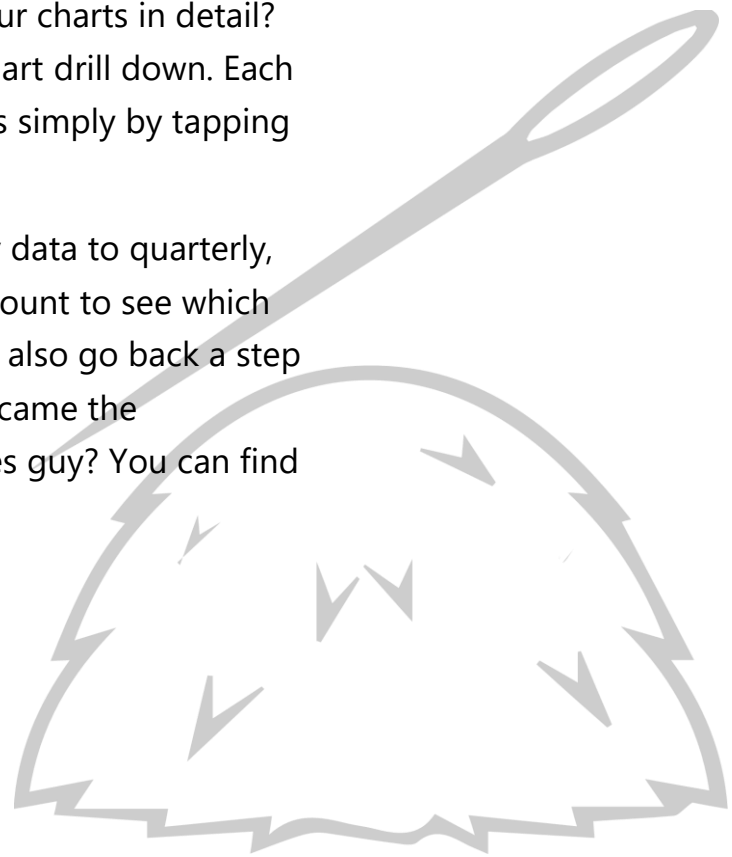 ur charts in detail?
art drill down. Each
s simply by tapping
data to quarterly,
ount to see which
also go back a step
came the
es guy? You can find